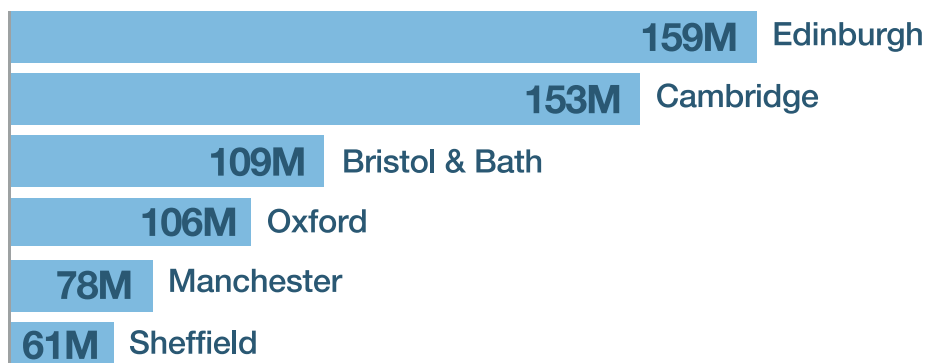 159M Edinburgh
153M Cambridge
109M Bristol & Bath
106M Oxford
78M Manchester
61M Sheffield